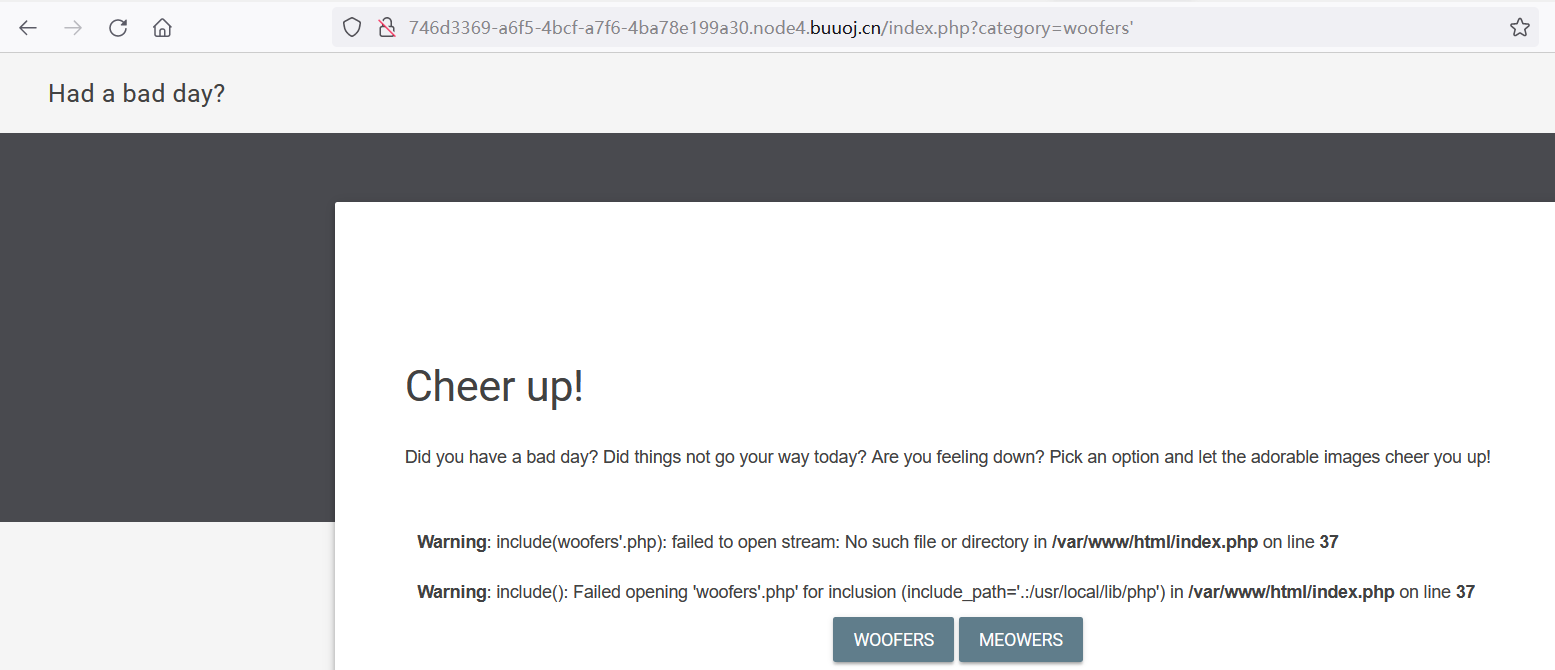 746d3369-a6f5-4bcf-a7f6-4ba78e199a30.node4.buuoj.cn/index.php?category=woofers'
Had a bad day?
Cheer up!
Did you have a bad day? Did things not go your way today? Are you feeling down? Pick an option and let the adorable images cheer you up!
Warning: include(woofers'.php): failed to open stream: No such file or directory in /var/www/html/index.php on line 37
Warning: include(): Failed opening 'woofers'.php' for inclusion (include_path='.:/usr/local/lib/php') in /var/www/html/index.php on line 37
WOOFERS MEOWERS